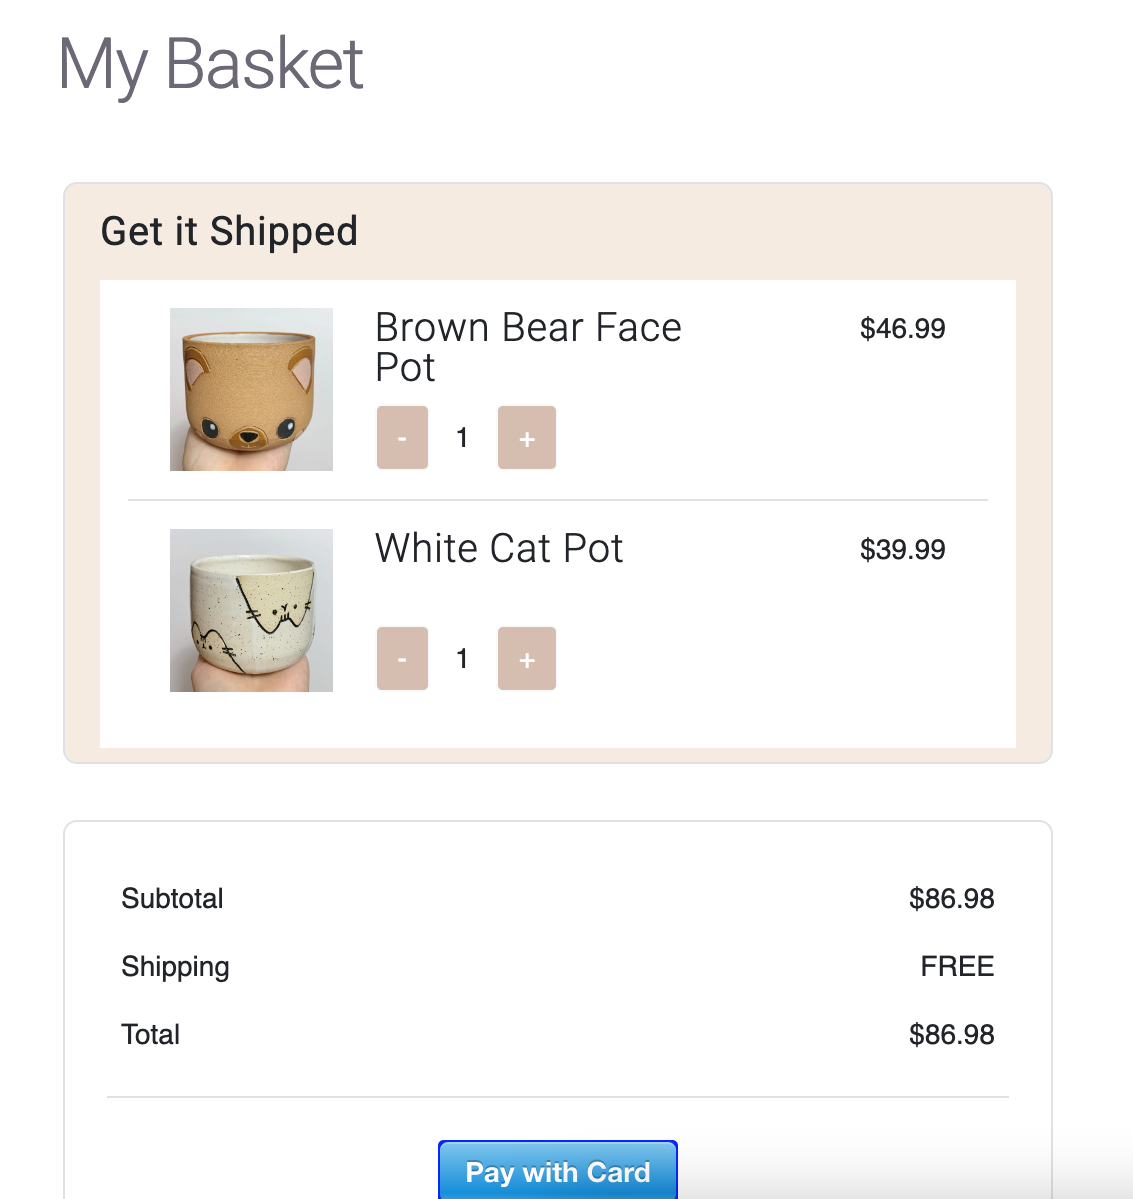 My Basket
Get it Shipped
Brown Bear Face
Pot
$46.99
- 1 +
White Cat Pot
$39.99
- 1 +
Subtotal $86.98
Shipping FREE
Total $86.98
Pay with Card